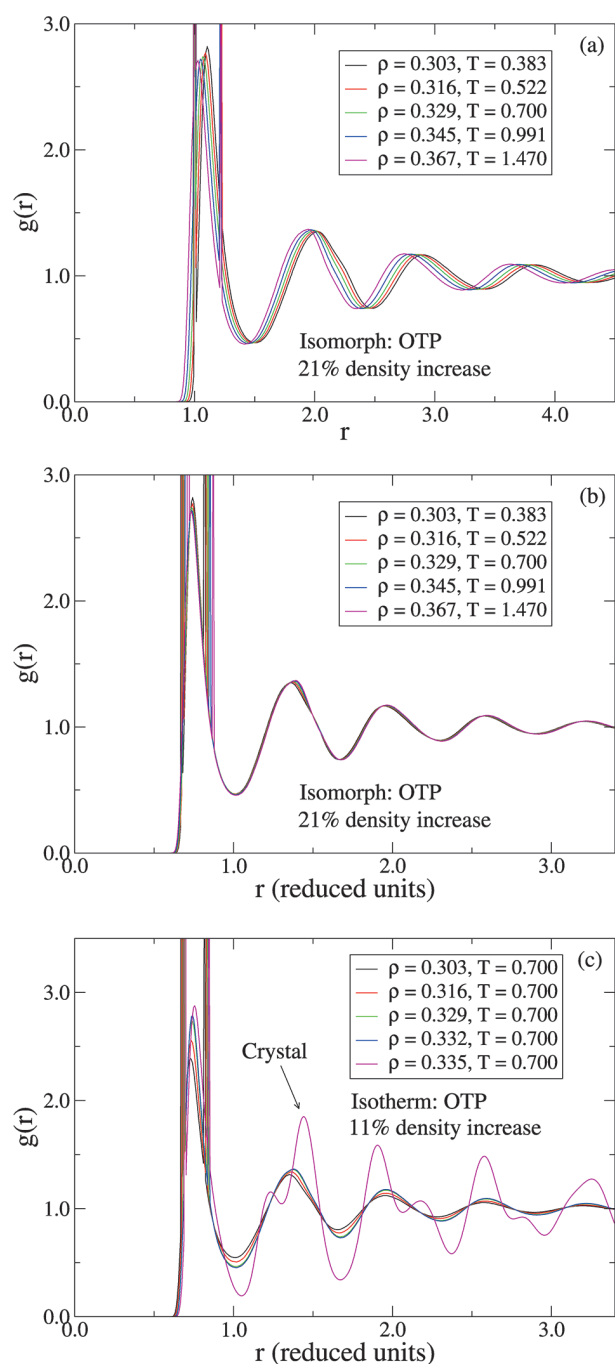 (a)
3.0
2.0
1.0
0.0
g(r)
ρ = 0.303, T = 0.383
ρ = 0.316, T = 0.522
ρ = 0.329, T = 0.700
ρ = 0.345, T = 0.991
ρ = 0.367, T = 1.470
Isomorph: OTP
21% density increase
0.0 1.0 2.0 3.0 4.0
r
(b)
3.0
2.0
1.0
0.0
g(r)
ρ = 0.303, T = 0.383
ρ = 0.316, T = 0.522
ρ = 0.329, T = 0.700
ρ = 0.345, T = 0.991
ρ = 0.367, T = 1.470
Isomorph: OTP
21% density increase
0.0 1.0 2.0 3.0
r (reduced units)
(c)
3.0
2.0
1.0
0.0
g(r)
ρ = 0.303, T = 0.700
ρ = 0.316, T = 0.700
ρ = 0.329, T = 0.700
ρ = 0.332, T = 0.700
ρ = 0.335, T = 0.700
Crystal
Isotherm: OTP
11% density increase
0.0 1.0 2.0 3.0
r (reduced units)